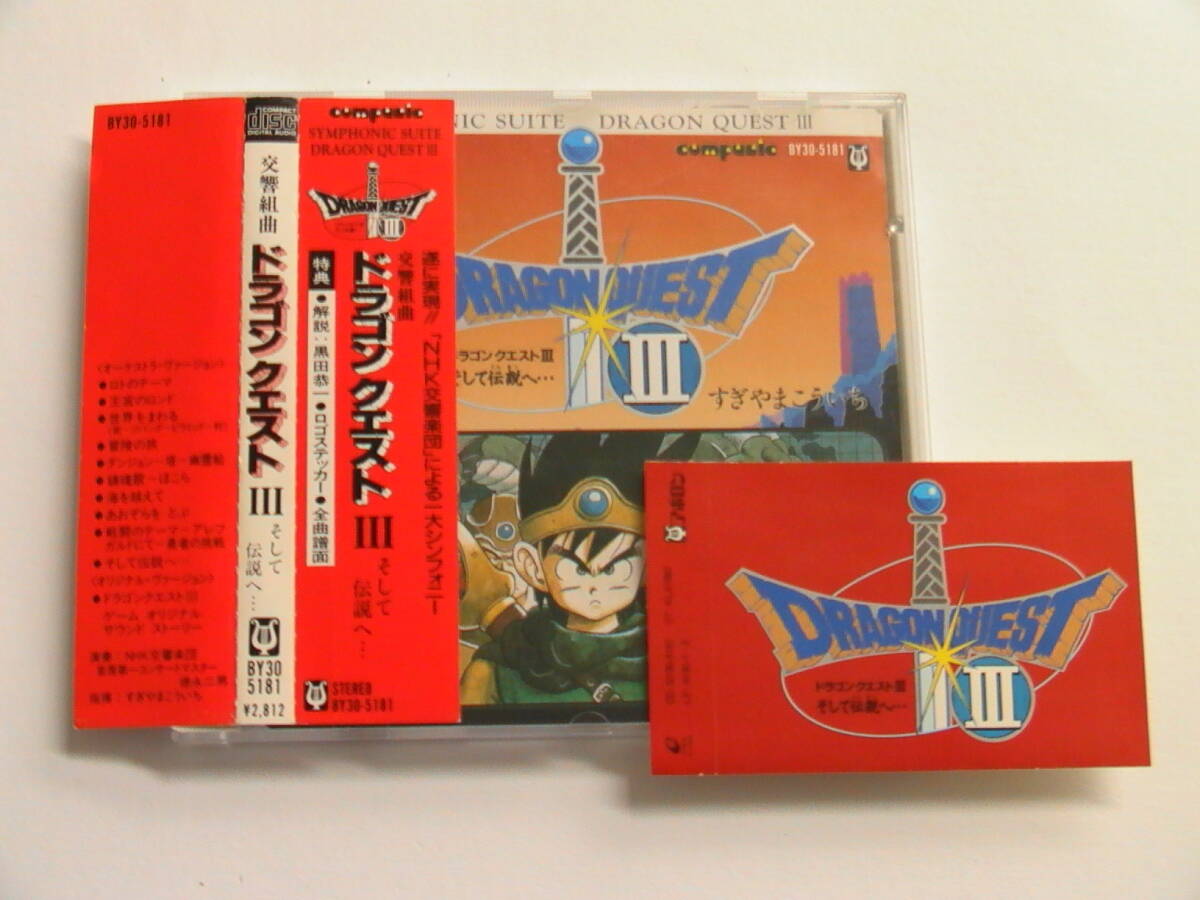 BY30-5181
〈オーケストラ・ヴァージョン〉
●ロトのテーマ
●王宮のロンド
●世界をまわる
●冒険の旅
●ダンジョン〜塔〜幽霊船
●鎮魂歌〜ほこら
●海を越えて
●おおぞらを とぶ
●戦闘のテーマ〜アレフ
ガルドにて〜勇者の挑戦
●そして伝説へ…
〈オリジナル・ヴァージョン〉
●ドラゴンクエストIII
ゲーム オリジナル
サウンド ストーリー
演奏:NHK交響楽団
指揮:すぎやまこういち
COMPACT
disc
DIGITAL AUDIO
交響組曲
ドラゴンクエスト
III
そして
伝説へ…
BY30
5181
¥2,812
compusic
SYMPHONIC SUITE
DRAGON QUEST III
DRAGON QUEST
III
遂に実現!!「NHK交響楽団」による一大シンフォニー
交響組曲
ドラゴンクエスト III そして伝説へ…
特典
●解説:黒田恭一●ロゴステッカー●全曲譜面
STEREO
BY30-5181
NIC SUITE DRAGON QUEST III
compusic
BY30-5181
DRAGON QUEST
III
ドラゴンクエストIII
そして伝説へ…
すぎやまこういち
DRAGON QUEST
III
ドラゴンクエストIII
そして伝説へ…